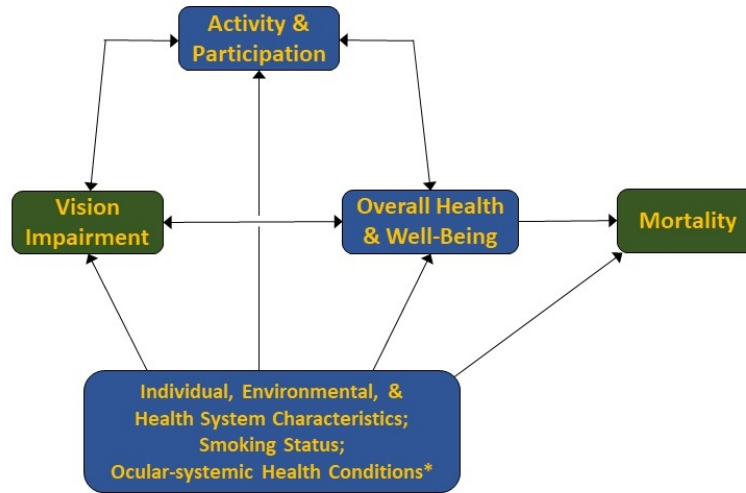 Activity &
Participation
Vision
Impairment
Overall Health
& Well-Being
Mortality
Individual, Environmental, &
Health System Characteristics;
Smoking Status;
Ocular-systemic Health Conditions*